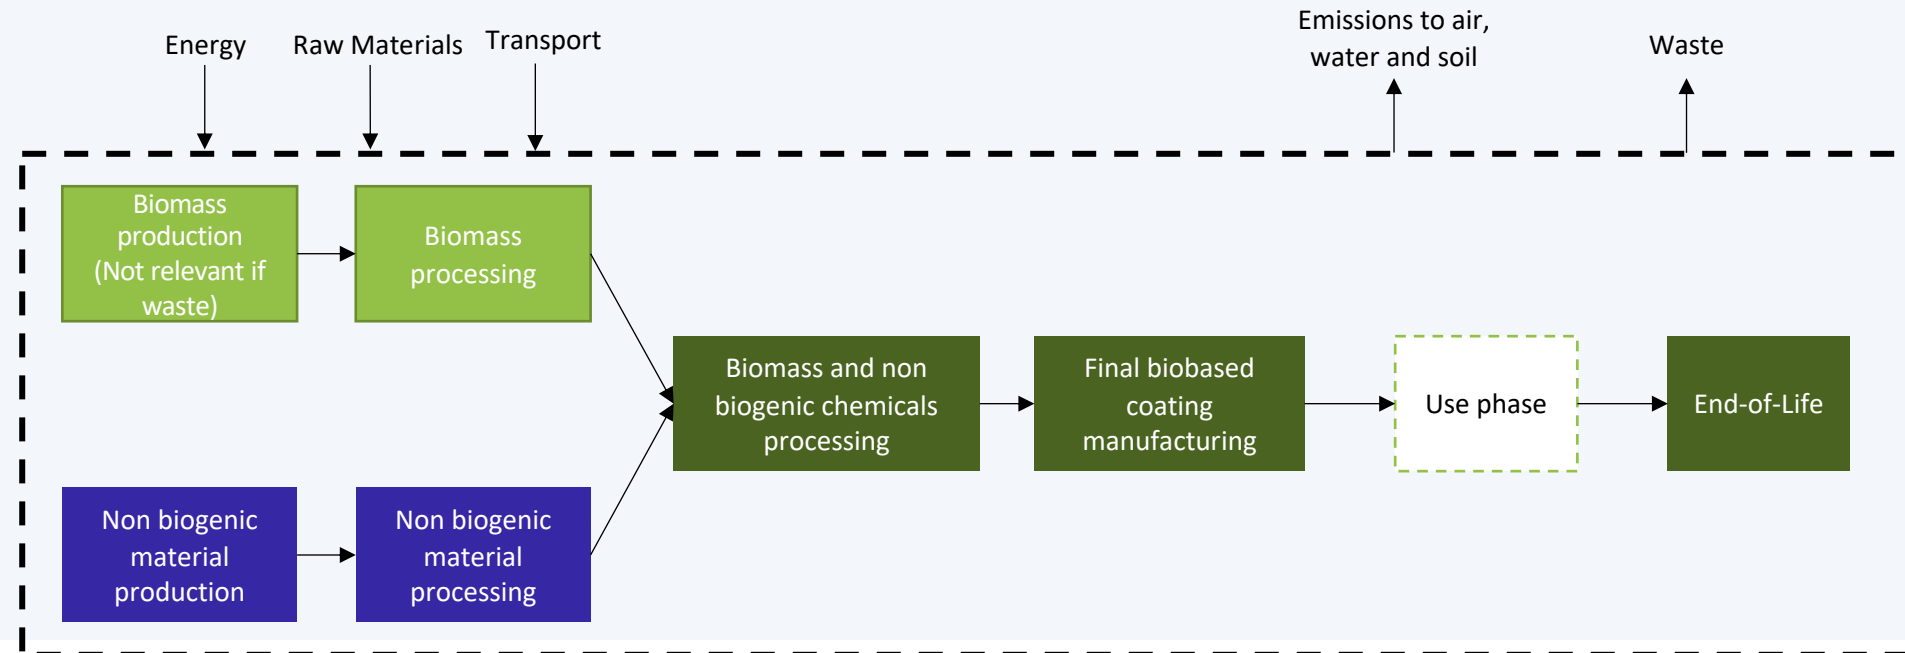 Energy
Raw Materials
Transport
Emissions to air,
water and soil
Waste
Biomass
production
(Not relevant if
waste)
Biomass
processing
Biomass and non
biogenic chemicals
processing
Final biobased
coating
manufacturing
Use phase
End-of-Life
Non biogenic
material
production
Non biogenic
material
processing